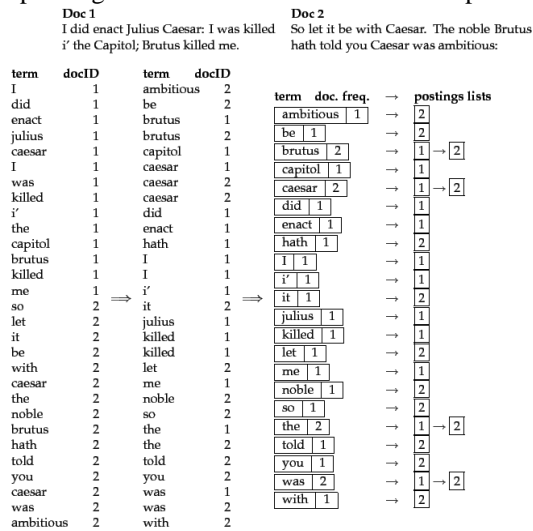 Doc 1
I did enact Julius Caesar: I was killed
i' the Capitol; Brutus killed me.
Doc 2
So let it be with Caesar. The noble Brutus
hath told you Caesar was ambitious:
term docID
I 1
did 1
enact 1
julius 1
caesar 1
I 1
was 1
killed 1
i' 1
the 1
capitol 1
brutus 1
killed 1
me 1
so 2
let 2
it 2
be 2
with 2
caesar 2
the 2
noble 2
brutus 2
hath 2
told 2
you 2
caesar 2
was 2
ambitious 2
⟹
term docID
ambitious 2
be 2
brutus 1
brutus 2
capitol 1
caesar 1
caesar 2
caesar 2
did 1
enact 1
hath 1
I 1
I 1
i' 1
it 2
julius 1
killed 1
killed 1
let 2
me 1
noble 2
so 2
the 1
the 2
told 2
you 2
was 1
was 2
with 2
⟹
term doc. freq. → postings lists
ambitious 1 → 2
be 1 → 2
brutus 2 → 1 → 2
capitol 1 → 1
caesar 2 → 1 → 2
did 1 → 1
enact 1 → 1
hath 1 → 2
I 1 → 1
i' 1 → 1
it 1 → 2
julius 1 → 1
killed 1 → 1
let 1 → 2
me 1 → 1
noble 1 → 2
so 1 → 2
the 2 → 1 → 2
told 1 → 2
you 1 → 2
was 2 → 1 → 2
with 1 → 2